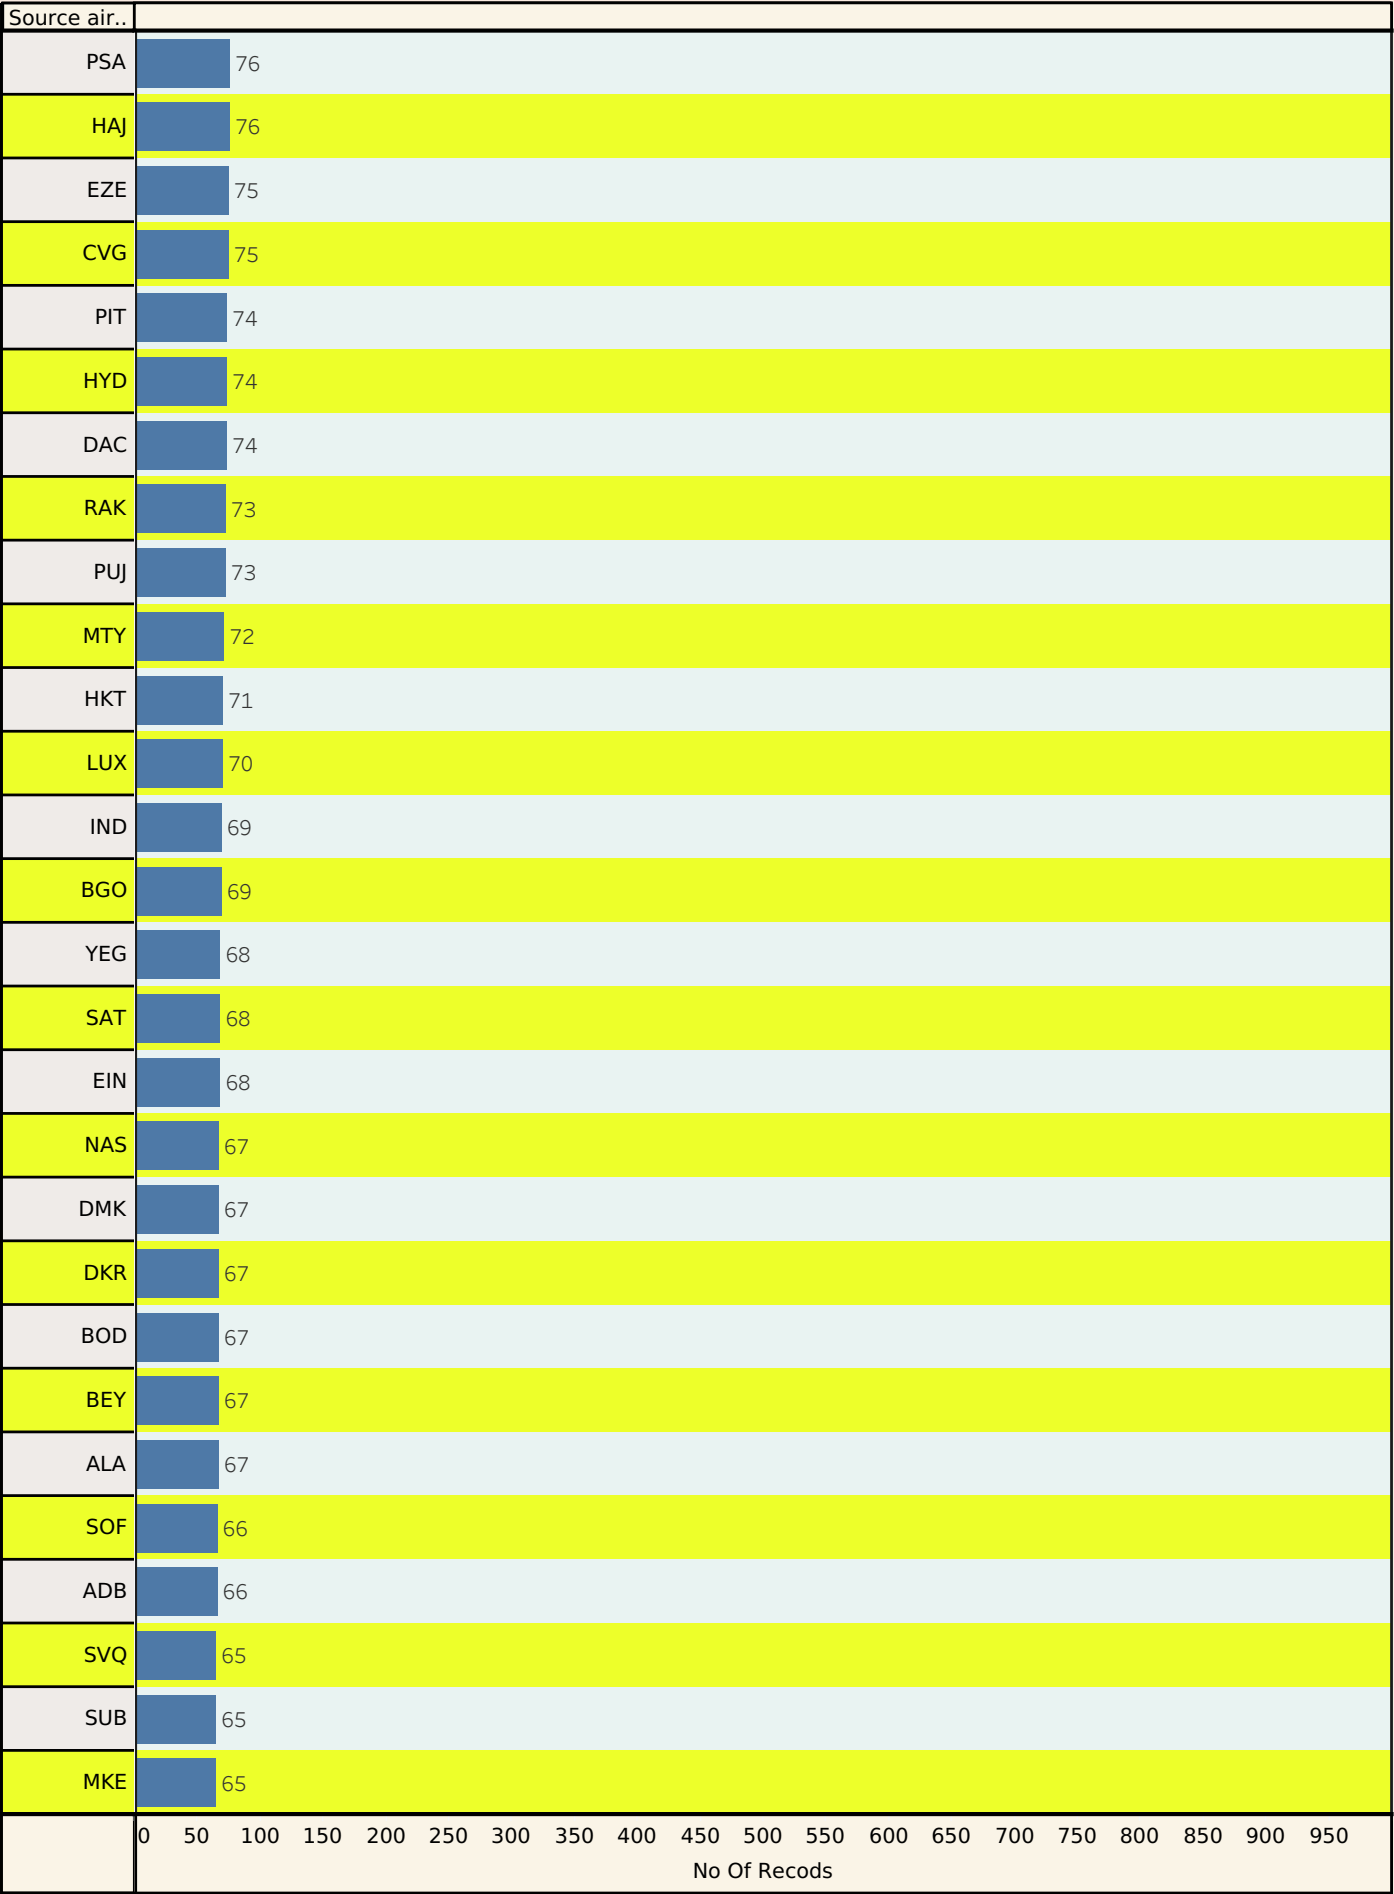 Source air..
PSA 76
HAJ 76
EZE 75
CVG 75
PIT 74
HYD 74
DAC 74
RAK 73
PUJ 73
MTY 72
HKT 71
LUX 70
IND 69
BGO 69
YEG 68
SAT 68
EIN 68
NAS 67
DMK 67
DKR 67
BOD 67
BEY 67
ALA 67
SOF 66
ADB 66
SVQ 65
SUB 65
MKE 65
0 50 100 150 200 250 300 350 400 450 500 550 600 650 700 750 800 850 900 950
No Of Recods